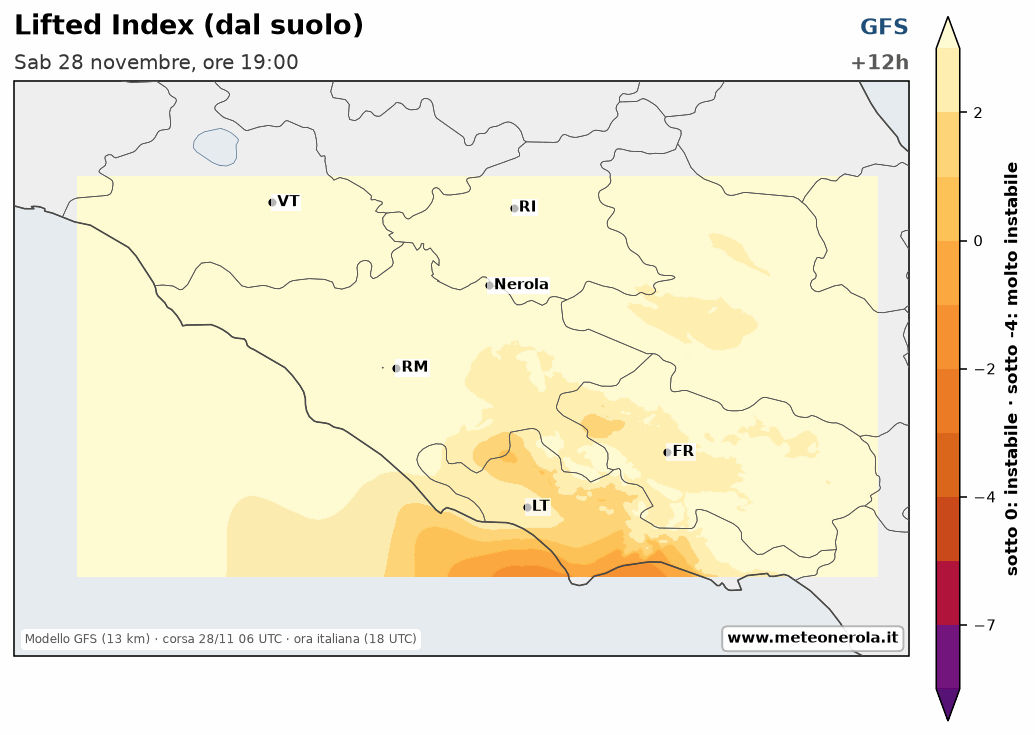 Lifted Index (dal suolo)
GFS
Sab 28 novembre, ore 19:00
+12h
VT
RI
Nerola
RM
FR
LT
2
0
−2
−4
−7
sotto 0: instabile · sotto -4: molto instabile
Modello GFS (13 km) · corsa 28/11 06 UTC · ora italiana (18 UTC)
www.meteonerola.it